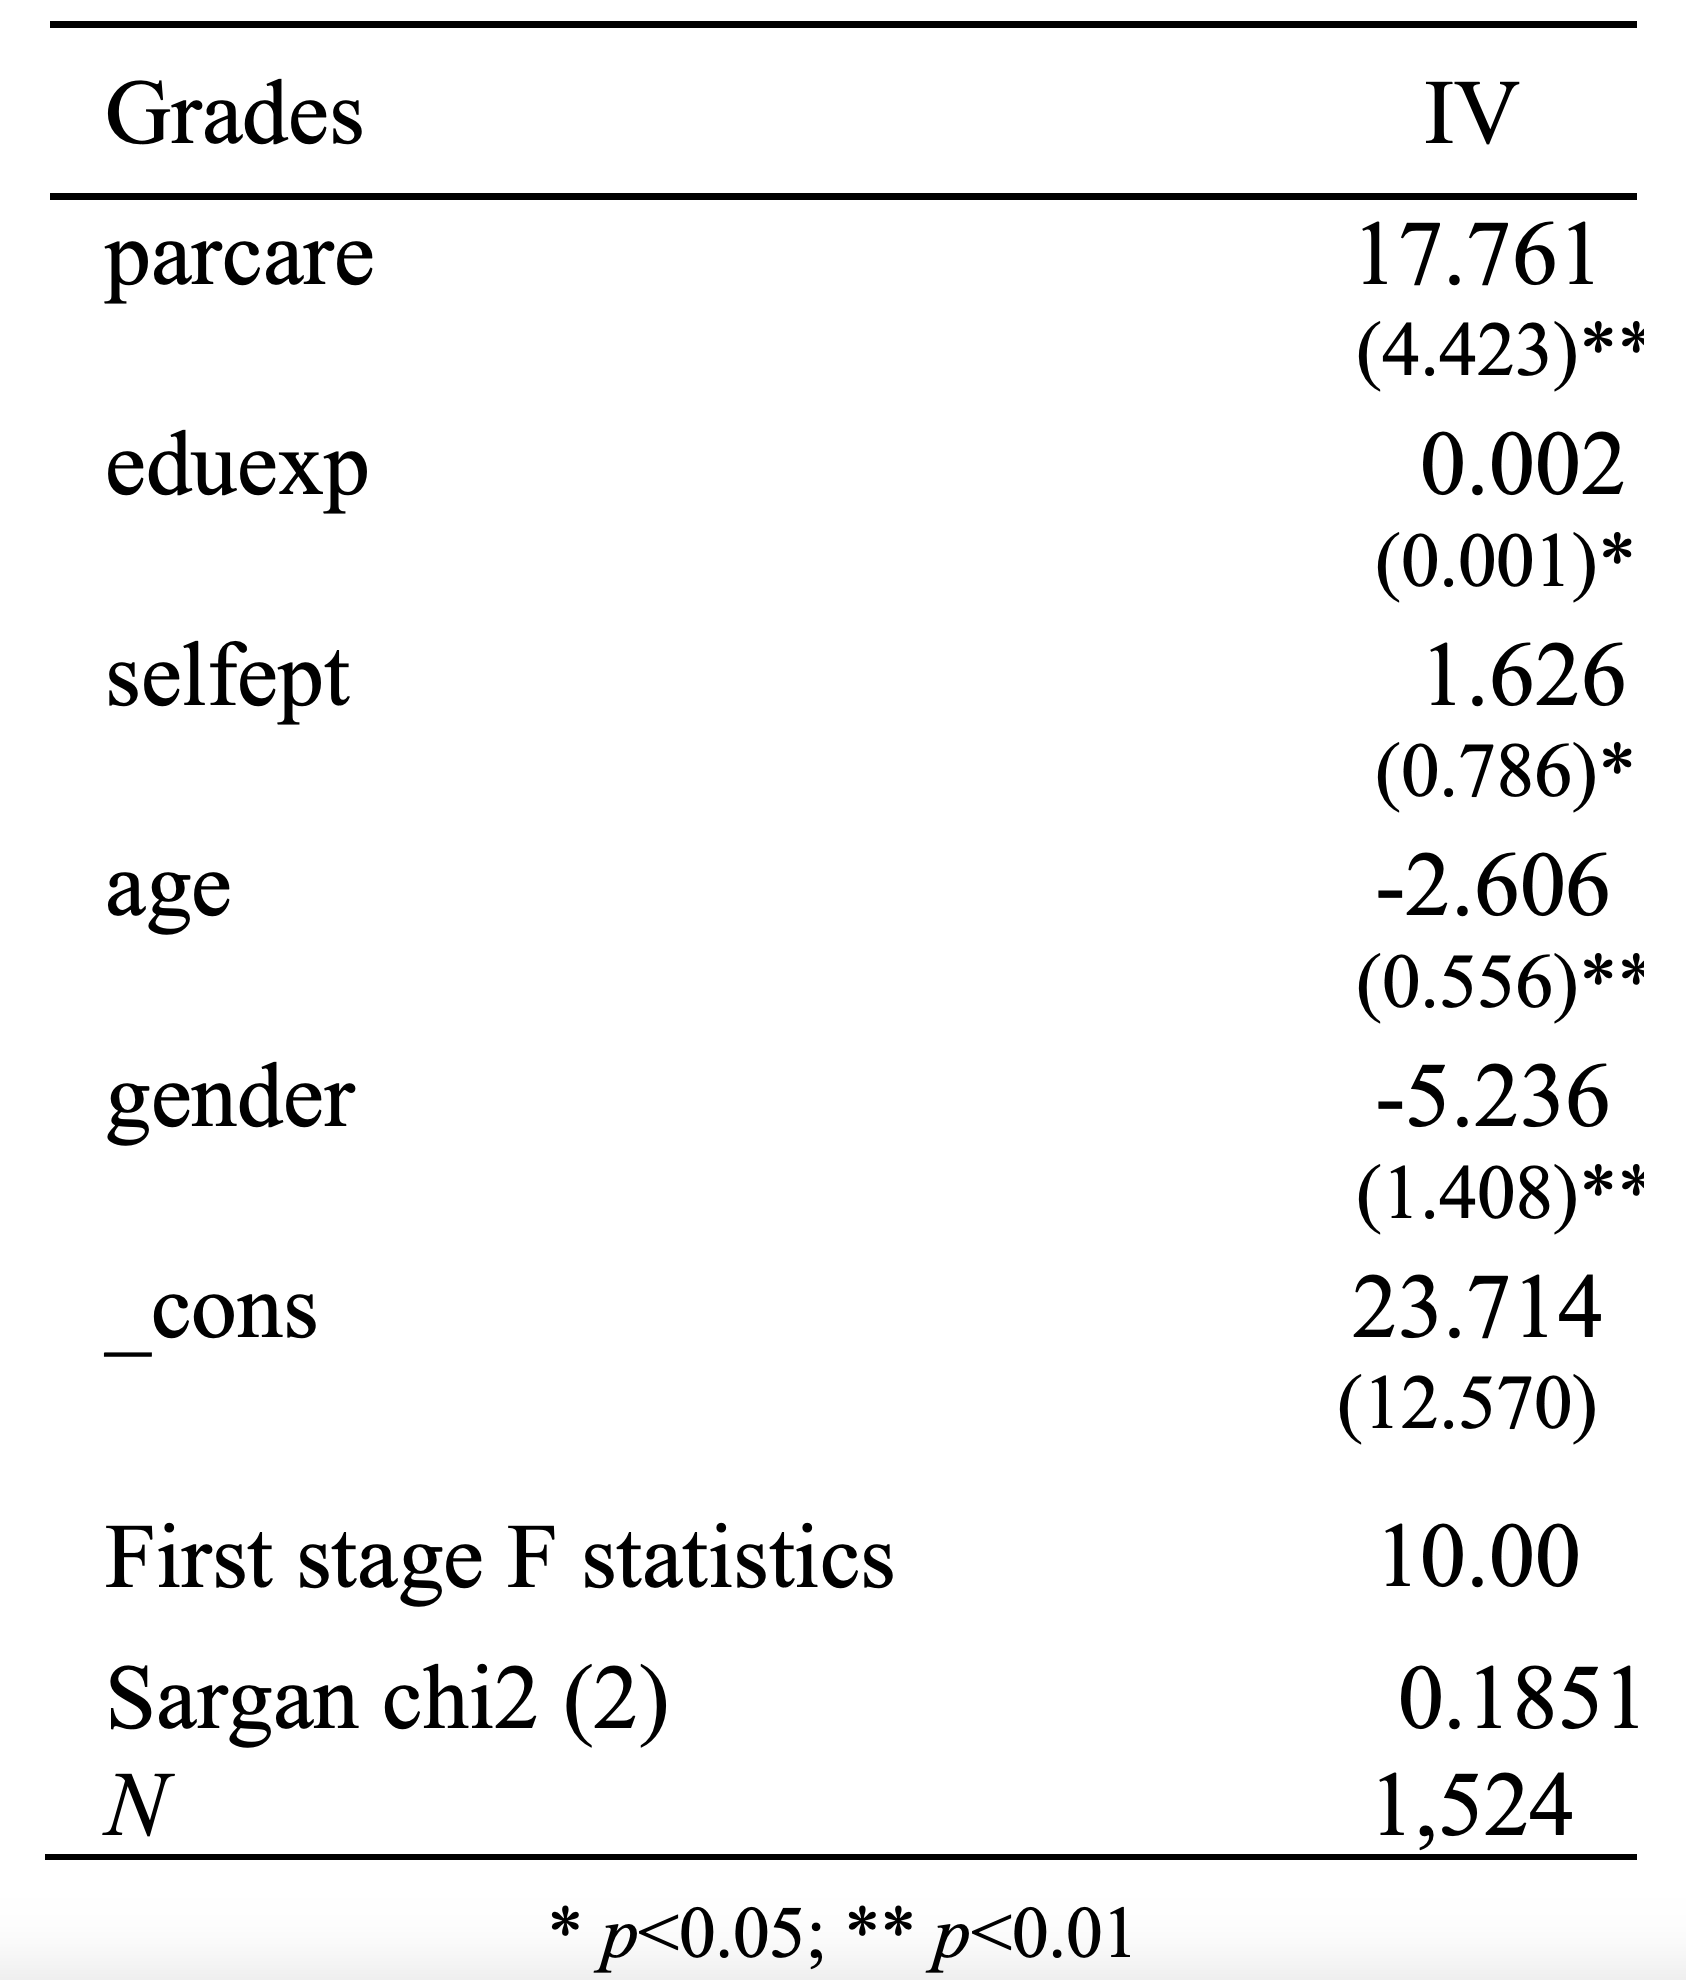 Grades IV
parcare 17.761
(4.423)**
eduexp 0.002
(0.001)*
selfept 1.626
(0.786)*
age -2.606
(0.556)**
gender -5.236
(1.408)**
_cons 23.714
(12.570)
First stage F statistics 10.00
Sargan chi2 (2) 0.1851
N 1,524
* p<0.05; ** p<0.01